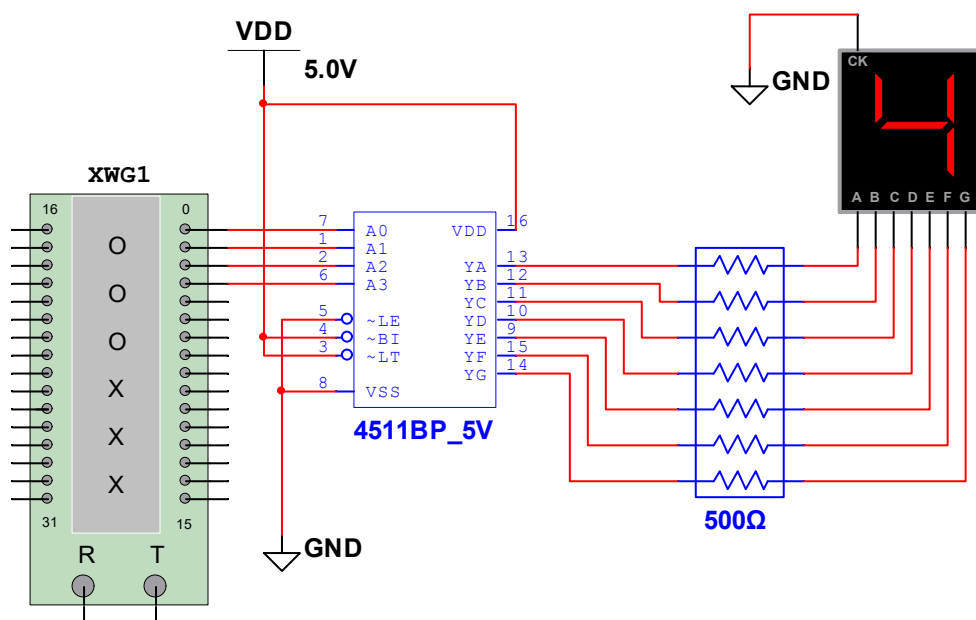 VDD
5.0V
GND
CK
4
A B C D E F G
XWG1
16 0
O
O
O
X
X
X
31 15
R T
7 A0
1 A1
2 A2
6 A3
5 ~LE
4 ~BI
3 ~LT
8 VSS
VDD 16
YA 13
YB 12
YC 11
YD 10
YE 9
YF 15
YG 14
4511BP_5V
500Ω
GND